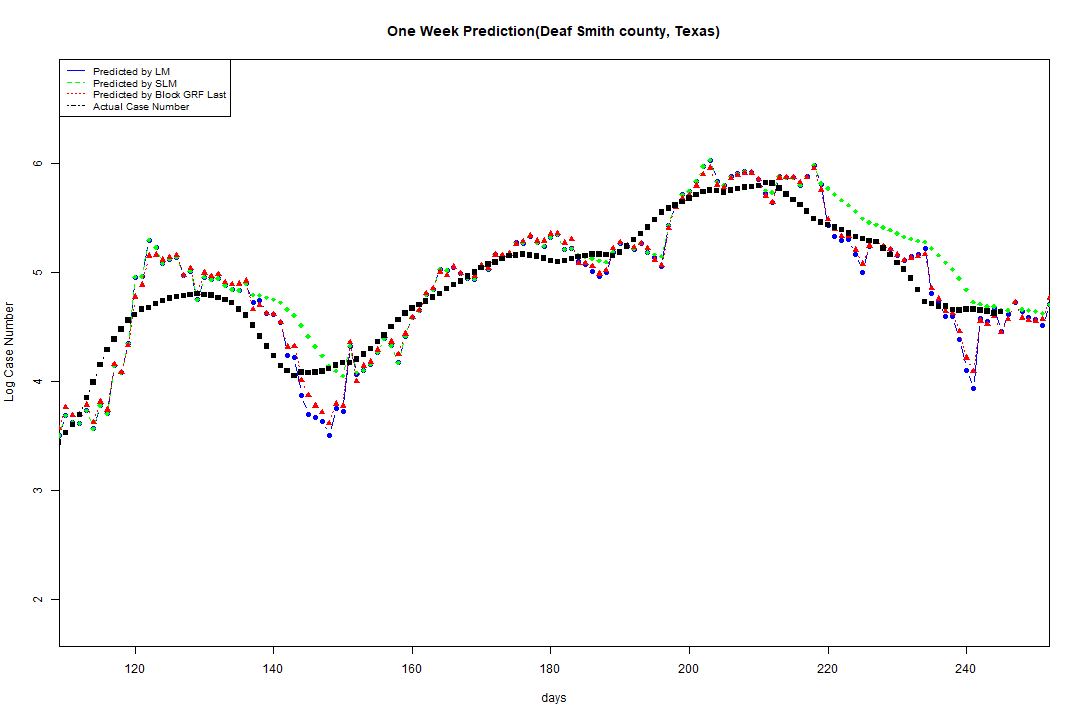 One Week Prediction(Deaf Smith county, Texas)
Predicted by LM
Predicted by SLM
Predicted by Block GRF Last
Actual Case Number
6
5
4
3
2
Log Case Number
120 140 160 180 200 220 240
days